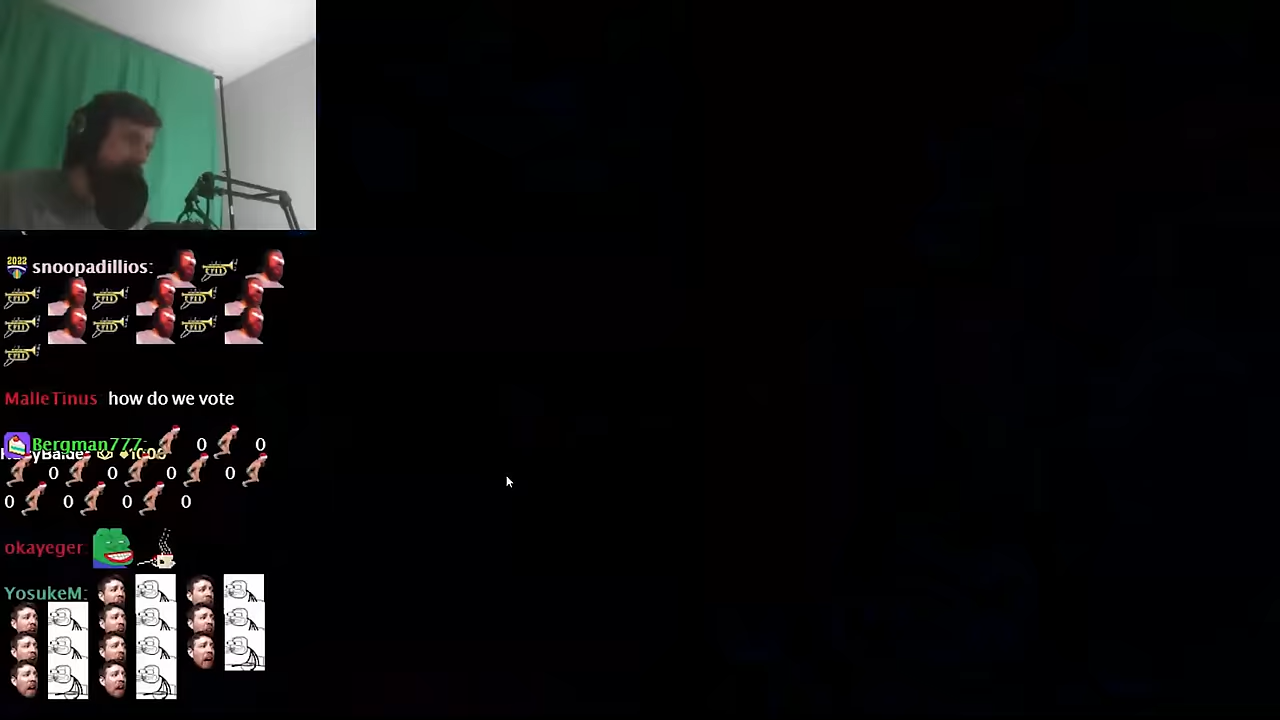 2022 snoopadillios:
MalleTinus how do we vote
Bergman777: 0 0
0 0 0 0
0 0 0 0
okayeger:
YosukeM: